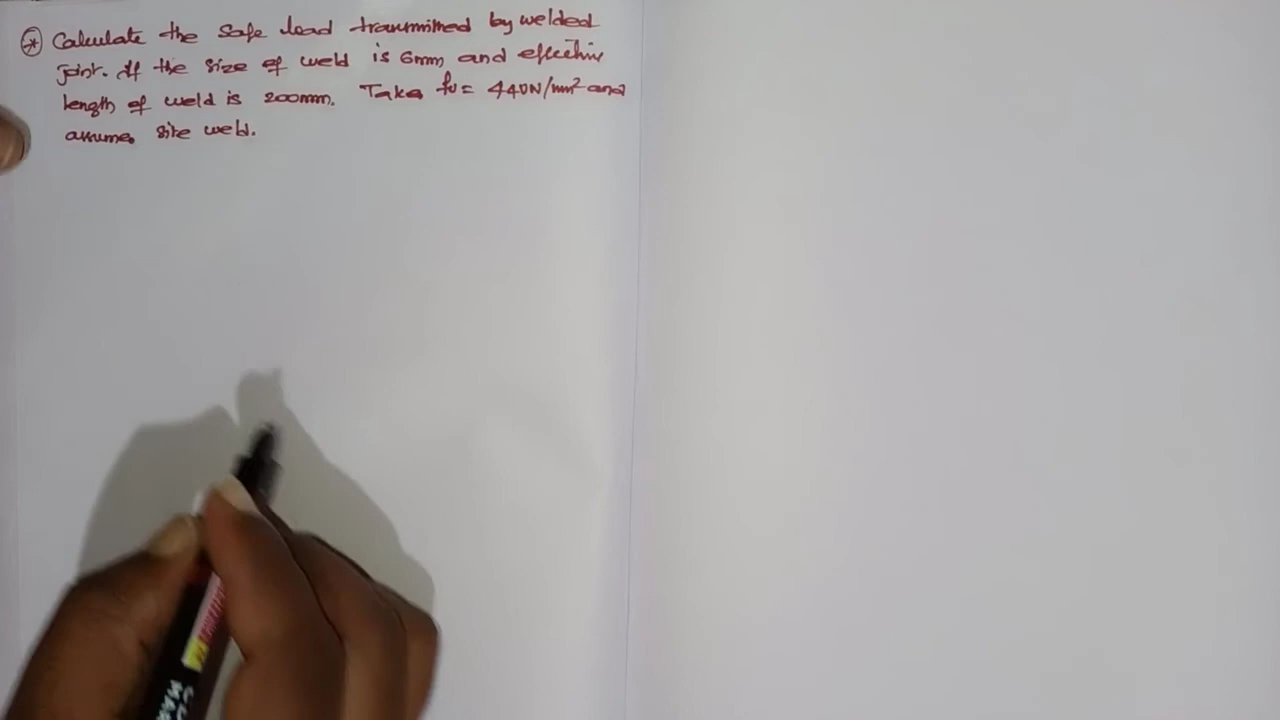 * Calculate the safe load transmitted by welded
joint. If the size of weld is 6mm and effective
length of weld is 200mm. Take fu = 440N/mm² and
assume site weld.